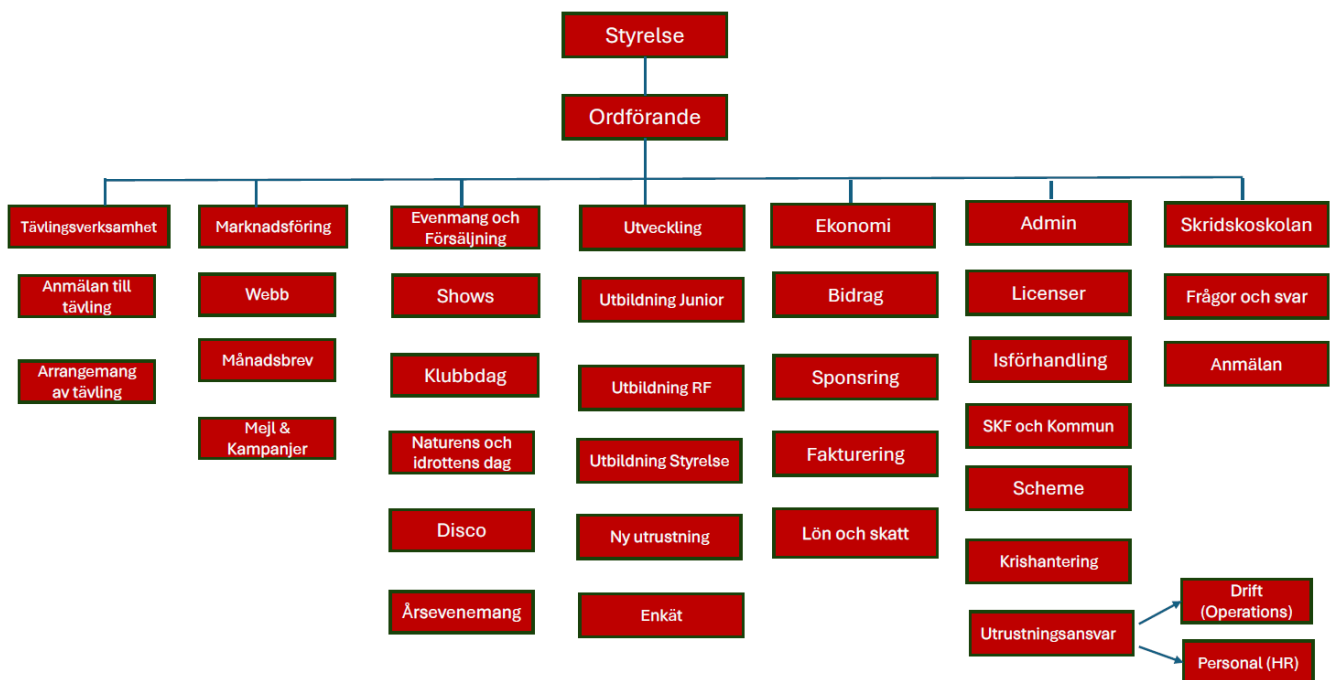 Styrelse
Ordförande
Tävlingsverksamhet
Marknadsföring
Evenmang och
Försäljning
Utveckling
Ekonomi
Admin
Skridskoskolan
Anmälan till
tävling
Webb
Shows
Utbildning Junior
Bidrag
Licenser
Frågor och svar
Arrangemang
av tävling
Månadsbrev
Klubbdag
Utbildning RF
Sponsring
Isförhandling
Anmälan
Mejl &
Kampanjer
Naturens och
idrottens dag
Utbildning Styrelse
Fakturering
SKF och Kommun
Scheme
Disco
Ny utrustning
Lön och skatt
Krishantering
Årsevenemang
Enkät
Utrustningsansvar
Drift
(Operations)
Personal (HR)